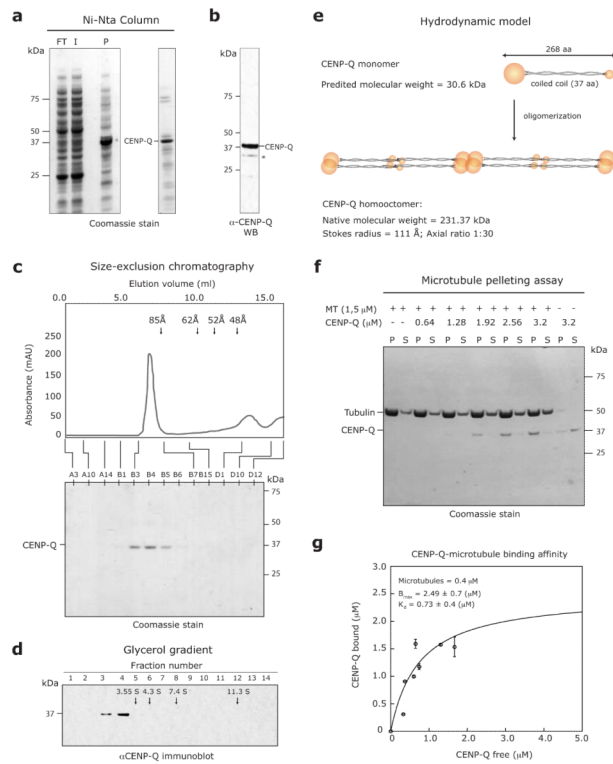 a
Ni-Nta Column
kDa
FT I P
75
50
37
25
CENP-Q
*
Coomassie stain
b
kDa
75
50
37
25
CENP-Q
*
α-CENP-Q
WB
c
Size-exclusion chromatography
Elution volume (ml)
0.0 5.0 10.0 15.0
85Å 62Å 52Å 48Å
Absorbance (mAU)
250
200
150
100
50
0
A3 A10 A14 B1 B3 B4 B5 B6 B7 B15 D1 D10 D12
kDa
75
50
37
25
CENP-Q
Coomassie stain
d
Glycerol gradient
Fraction number
1 2 3 4 5 6 7 8 9 10 11 12 13 14
kDa
3.55 S 4.3 S 7.4 S 11.3 S
37
αCENP-Q immunoblot
e
Hydrodynamic model
268 aa
CENP-Q monomer
Predited molecular weight = 30.6 kDa
coiled coil (37 aa)
oligomerization
CENP-Q homooctomer:
Native molecular weight = 231.37 kDa
Stokes radius = 111 Å; Axial ratio 1:30
f
Microtubule pelleting assay
MT (1,5 μM) + + + + + + + + + + + + - -
CENP-Q (μM) - - 0.64 1.28 1.92 2.56 3.2 3.2
P S P S P S P S P S P S P S
kDa
75
50
37
25
Tubulin
CENP-Q
Coomassie stain
g
CENP-Q-microtubule binding affinity
Microtubules = 0.4 μM
Bmax = 2.49 ± 0.7 (μM)
Kd = 0.73 ± 0.4 (μM)
CENP-Q bound (μM)
3.0
2.5
2.0
1.5
1.0
0.5
0
0 1.0 2.0 3.0 4.0 5.0
CENP-Q free (μM)